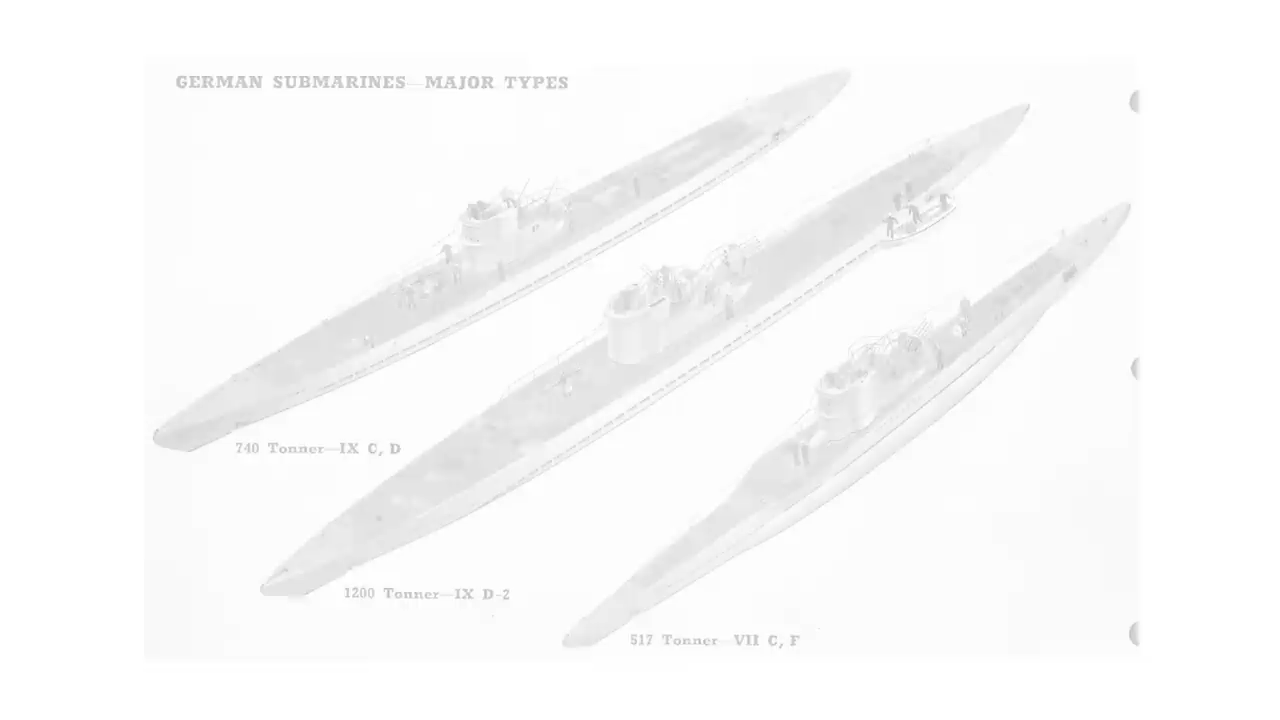 GERMAN SUBMARINES—MAJOR TYPES
740 Tonner—IX C, D
1200 Tonner—IX D-2
517 Tonner—VII C, F